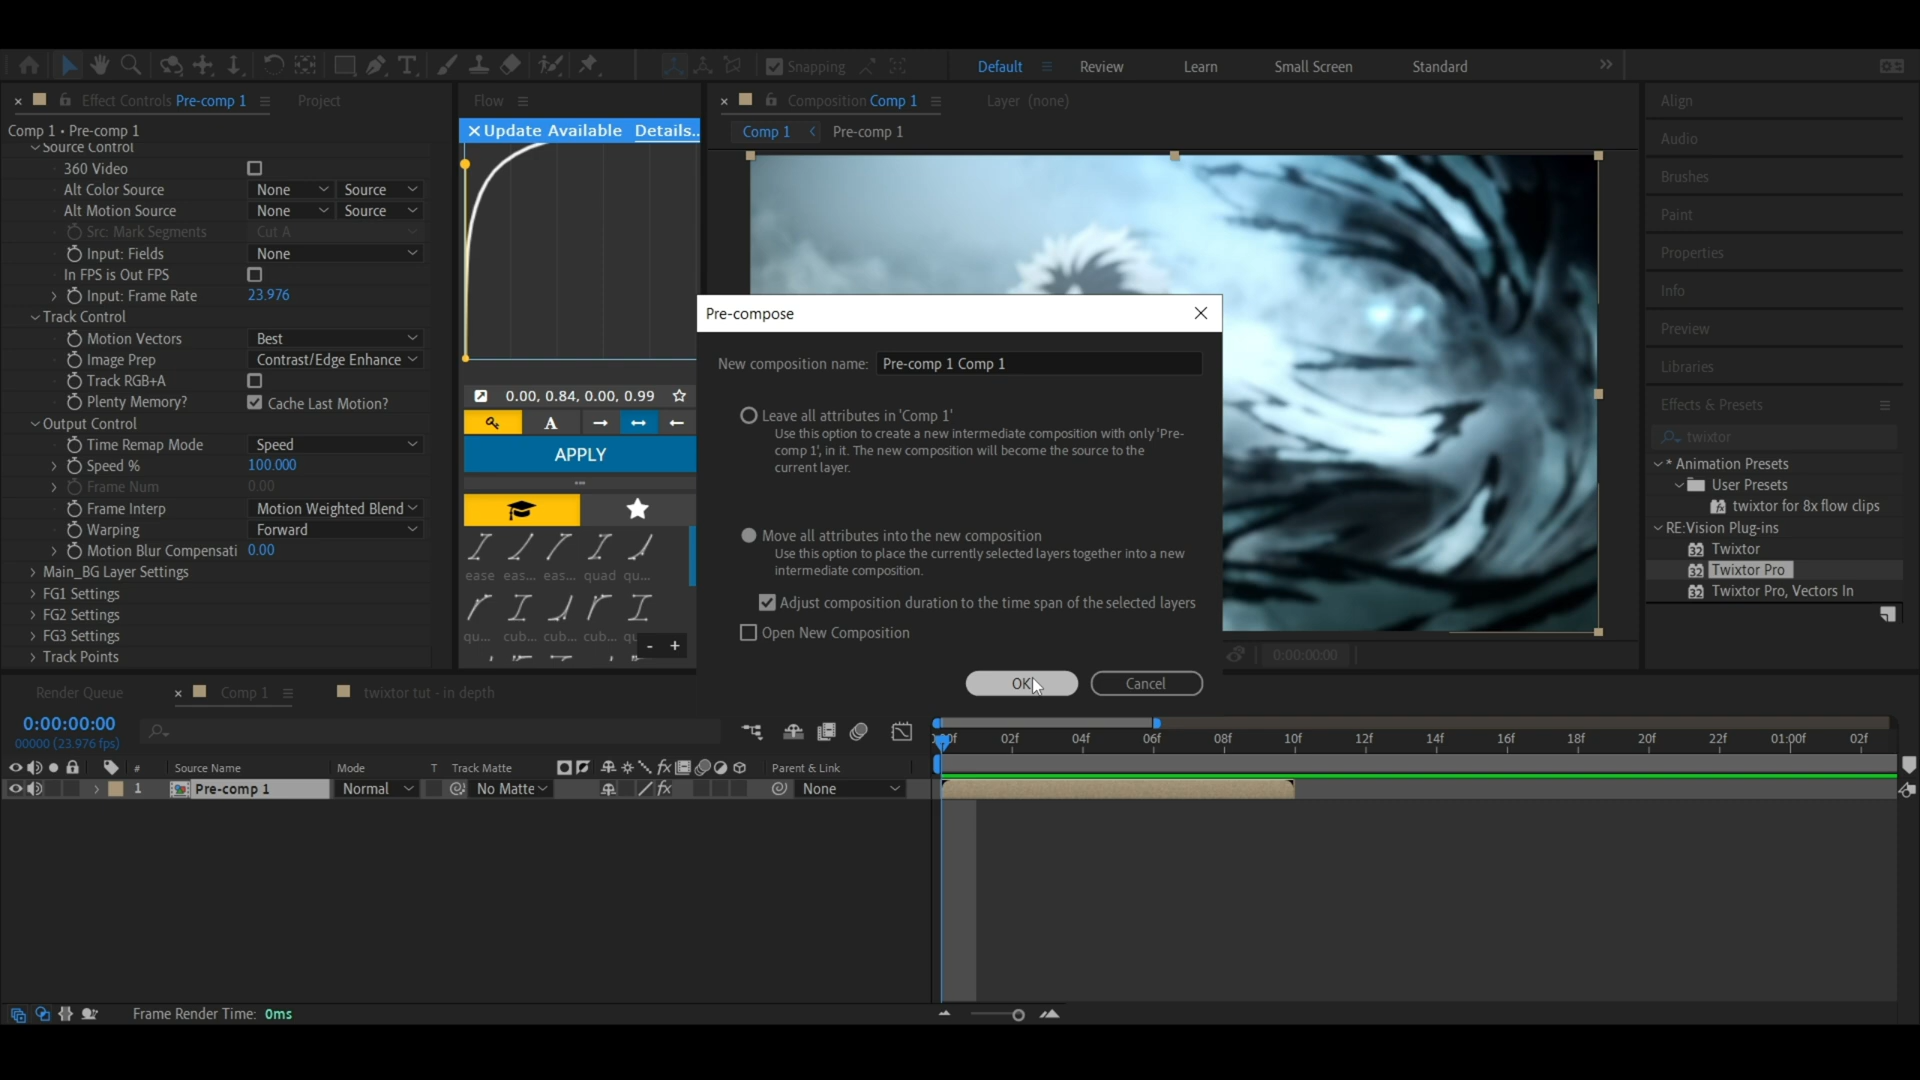 Snapping
Default
Review
Learn
Small Screen
Standard
Effect Controls Pre-comp 1
Project
Flow
Composition Comp 1
Layer (none)
Align
Comp 1 • Pre-comp 1
Update Available Details..
Comp 1
Pre-comp 1
Audio
Source Control
360 Video
Alt Color Source None Source
Alt Motion Source None Source
Src: Mark Segments Cut A
Input: Fields None
In FPS is Out FPS
Input: Frame Rate 23.976
Track Control
Motion Vectors Best
Image Prep Contrast/Edge Enhance
Track RGB+A
Plenty Memory? Cache Last Motion?
Output Control
Time Remap Mode Speed
Speed % 100.000
Frame Num 0.00
Frame Interp Motion Weighted Blend
Warping Forward
Motion Blur Compensati 0.00
Main_BG Layer Settings
FG1 Settings
FG2 Settings
FG3 Settings
Track Points
0.00, 0.84, 0.00, 0.99
A
APPLY
ease eas... eas... quad qu...
qu... cub... cub... cub... qu
- +
Pre-compose
New composition name: Pre-comp 1 Comp 1
Leave all attributes in 'Comp 1'
Use this option to create a new intermediate composition with only 'Pre-
comp 1', in it. The new composition will become the source to the
current layer.
Move all attributes into the new composition
Use this option to place the currently selected layers together into a new
intermediate composition.
Adjust composition duration to the time span of the selected layers
Open New Composition
OK
Cancel
Brushes
Paint
Properties
Info
Preview
Libraries
Effects & Presets
twixtor
* Animation Presets
User Presets
twixtor for 8x flow clips
RE:Vision Plug-ins
32 Twixtor
32 Twixtor Pro
32 Twixtor Pro, Vectors In
0:00:00:00
Render Queue
Comp 1
twixtor tut - in depth
0:00:00:00
00000 (23.976 fps)
02f 04f 06f 08f 10f 12f 14f 16f 18f 20f 22f 01:00f 02f
# Source Name Mode T Track Matte fx Parent & Link
1 Pre-comp 1 Normal No Matte fx None
Frame Render Time: 0ms